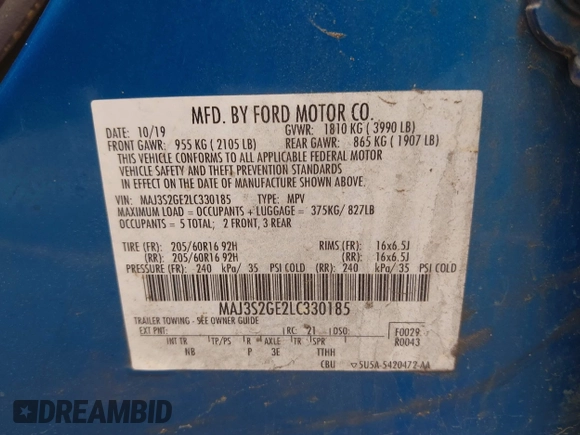 MFD. BY FORD MOTOR CO.
DATE: 10/19 GVWR: 1810 KG ( 3990 LB)
FRONT GAWR: 955 KG ( 2105 LB) REAR GAWR: 865 KG ( 1907 LB)
THIS VEHICLE CONFORMS TO ALL APPLICABLE FEDERAL MOTOR
VEHICLE SAFETY AND THEFT PREVENTION STANDARDS
IN EFFECT ON THE DATE OF MANUFACTURE SHOWN ABOVE.
VIN: MAJ3S2GE2LC330185 TYPE: MPV
MAXIMUM LOAD = OCCUPANTS + LUGGAGE = 375KG/ 827LB
OCCUPANTS = 5 TOTAL; 2 FRONT, 3 REAR
TIRE (FR): 205/60R16 92H RIMS (FR): 16x6.5J
(RR): 205/60R16 92H (RR): 16x6.5J
PRESSURE (FR): 240 kPa/ 35 PSI COLD (RR) 240 kPa/ 35 PSI COLD
MAJ3S2GE2LC330185
TRAILER TOWING - SEE OWNER GUIDE
EXT PNT: RC: 21 DSO: F0029
R0043
INT TR TP/PS R AXLE TR SPR
NB P 3E TTHH
CBU ▽5U5A-5420472-AA
DREAMBID